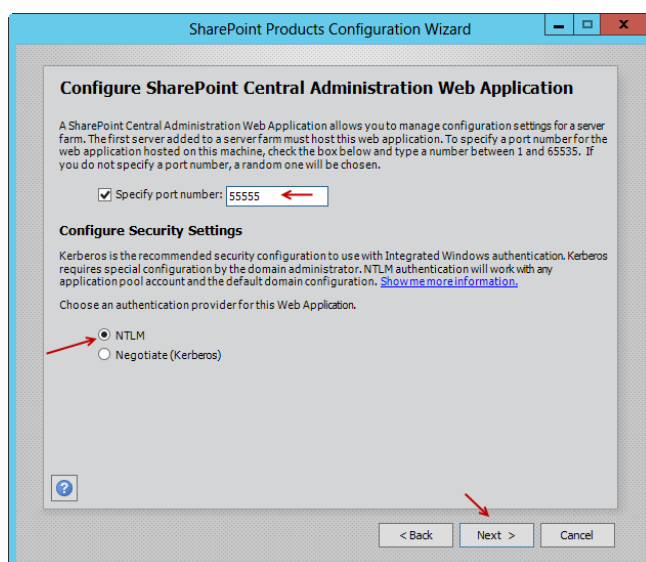 SharePoint Products Configuration Wizard
Configure SharePoint Central Administration Web Application
A SharePoint Central Administration Web Application allows you to manage configuration settings for a server
farm. The first server added to a server farm must host this web application. To specify a port number for the
web application hosted on this machine, check the box below and type a number between 1 and 65535. If
you do not specify a port number, a random one will be chosen.
Specify port number: 55555
Configure Security Settings
Kerberos is the recommended security configuration to use with Integrated Windows authentication. Kerberos
requires special configuration by the domain administrator. NTLM authentication will work with any
application pool account and the default domain configuration. Show me more information.
Choose an authentication provider for this Web Application.
NTLM
Negotiate (Kerberos)
< Back Next > Cancel